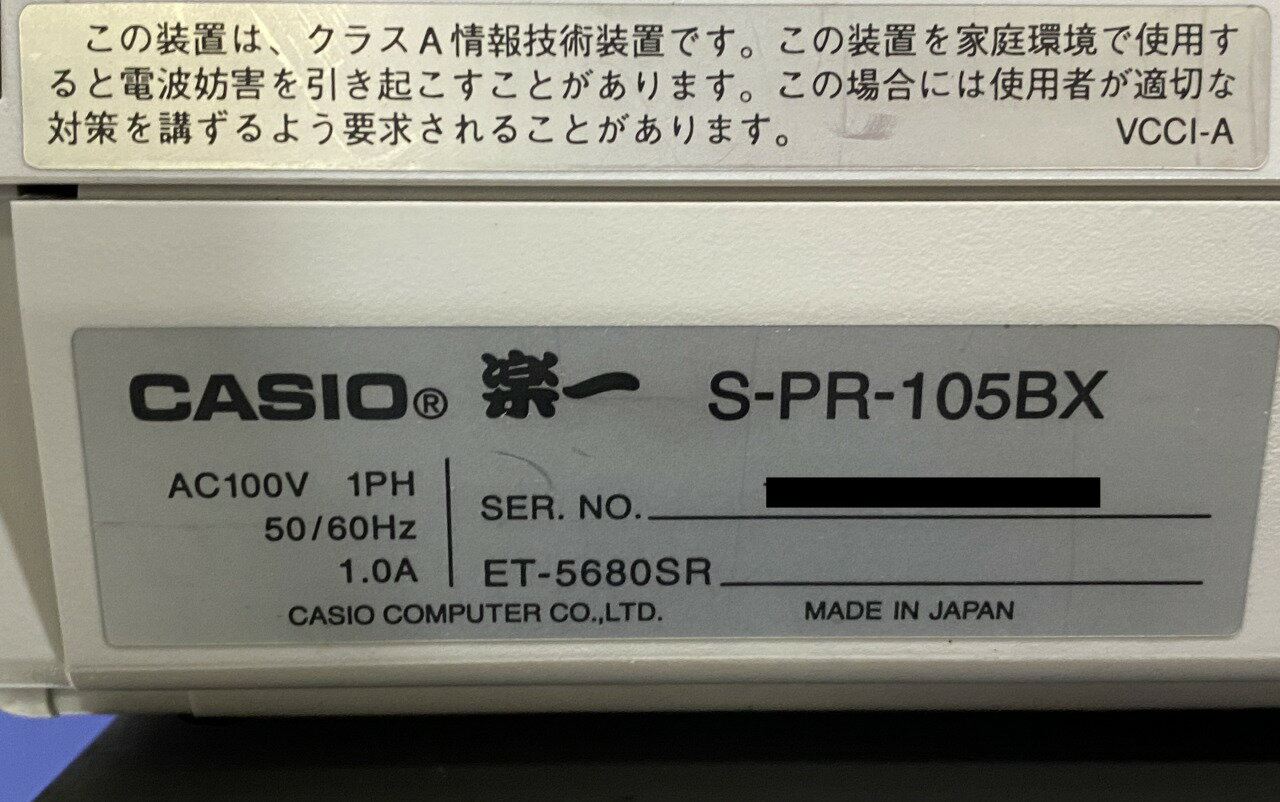 この装置は、クラスA情報技術装置です。この装置を家庭環境で使用す
ると電波妨害を引き起こすことがあります。この場合には使用者が適切な
対策を講ずるよう要求されることがあります。 VCCI-A
CASIO® 楽一 S-PR-105BX
AC100V 1PH
50/60Hz
1.0A
SER. NO.
ET-5680SR
CASIO COMPUTER CO.,LTD. MADE IN JAPAN